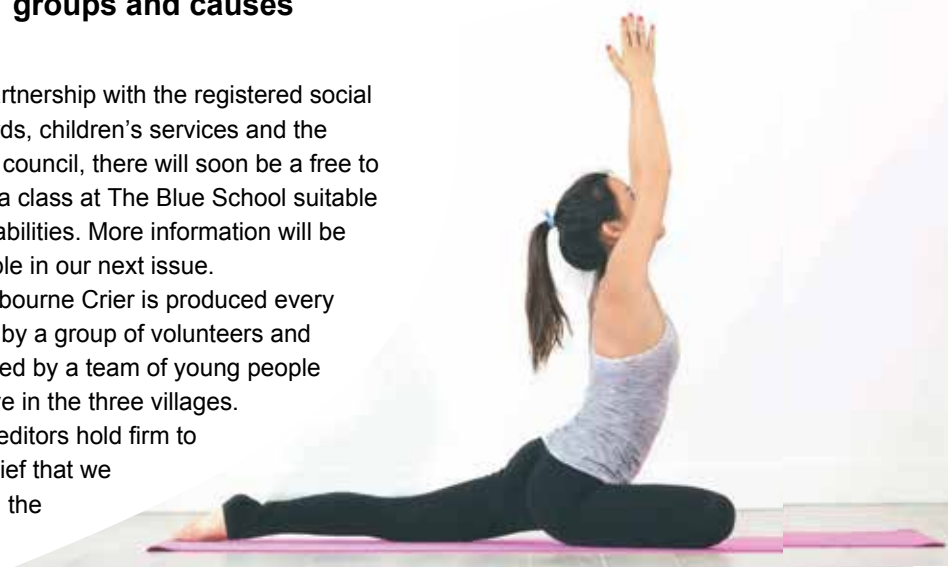 groups and causes
rtnership with the registered social
ds, children's services and the
council, there will soon be a free to
a class at The Blue School suitable
abilities. More information will be
ole in our next issue.
bourne Crier is produced every
by a group of volunteers and
ed by a team of young people
e in the three villages.
editors hold firm to
ief that we
the